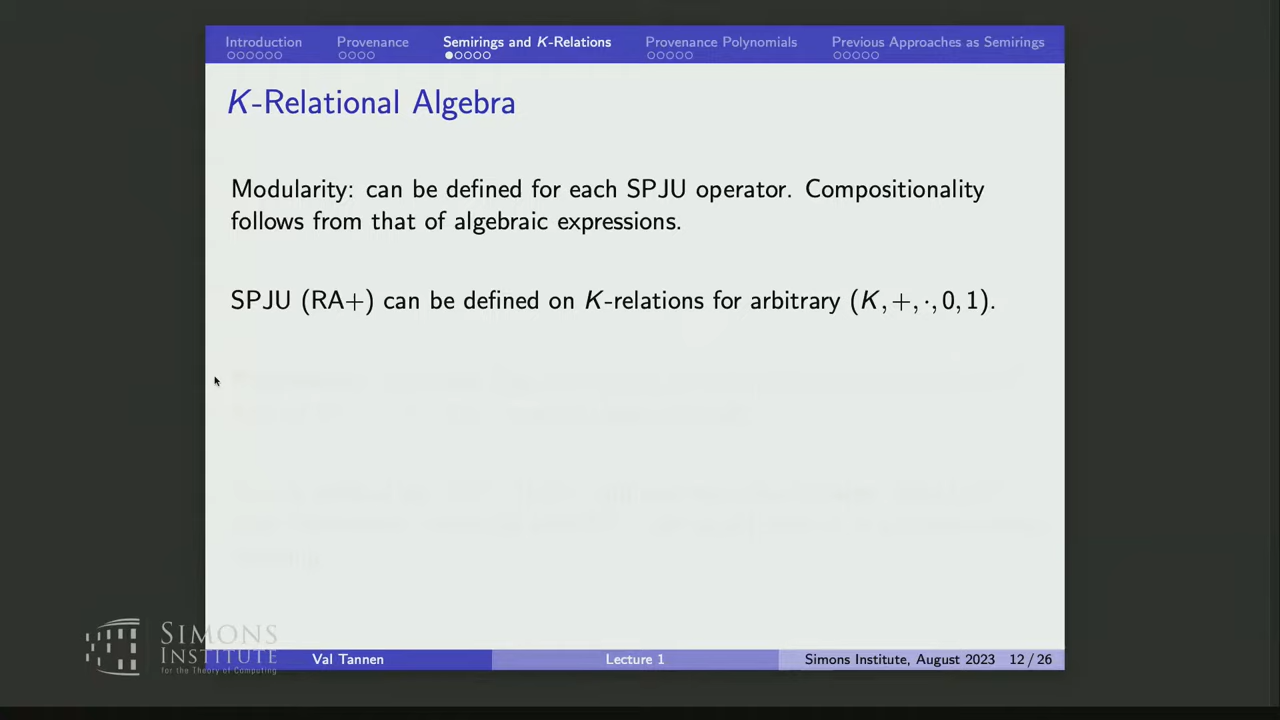 Introduction Provenance Semirings and K-Relations Provenance Polynomials Previous Approaches as Semirings
K-Relational Algebra
Modularity: can be defined for each SPJU operator. Compositionality
follows from that of algebraic expressions.
SPJU (RA+) can be defined on K-relations for arbitrary (K, +, ·, 0, 1).
SIMONS
INSTITUTE
for the Theory of Computing
Val Tannen Lecture 1 Simons Institute, August 2023 12 / 26